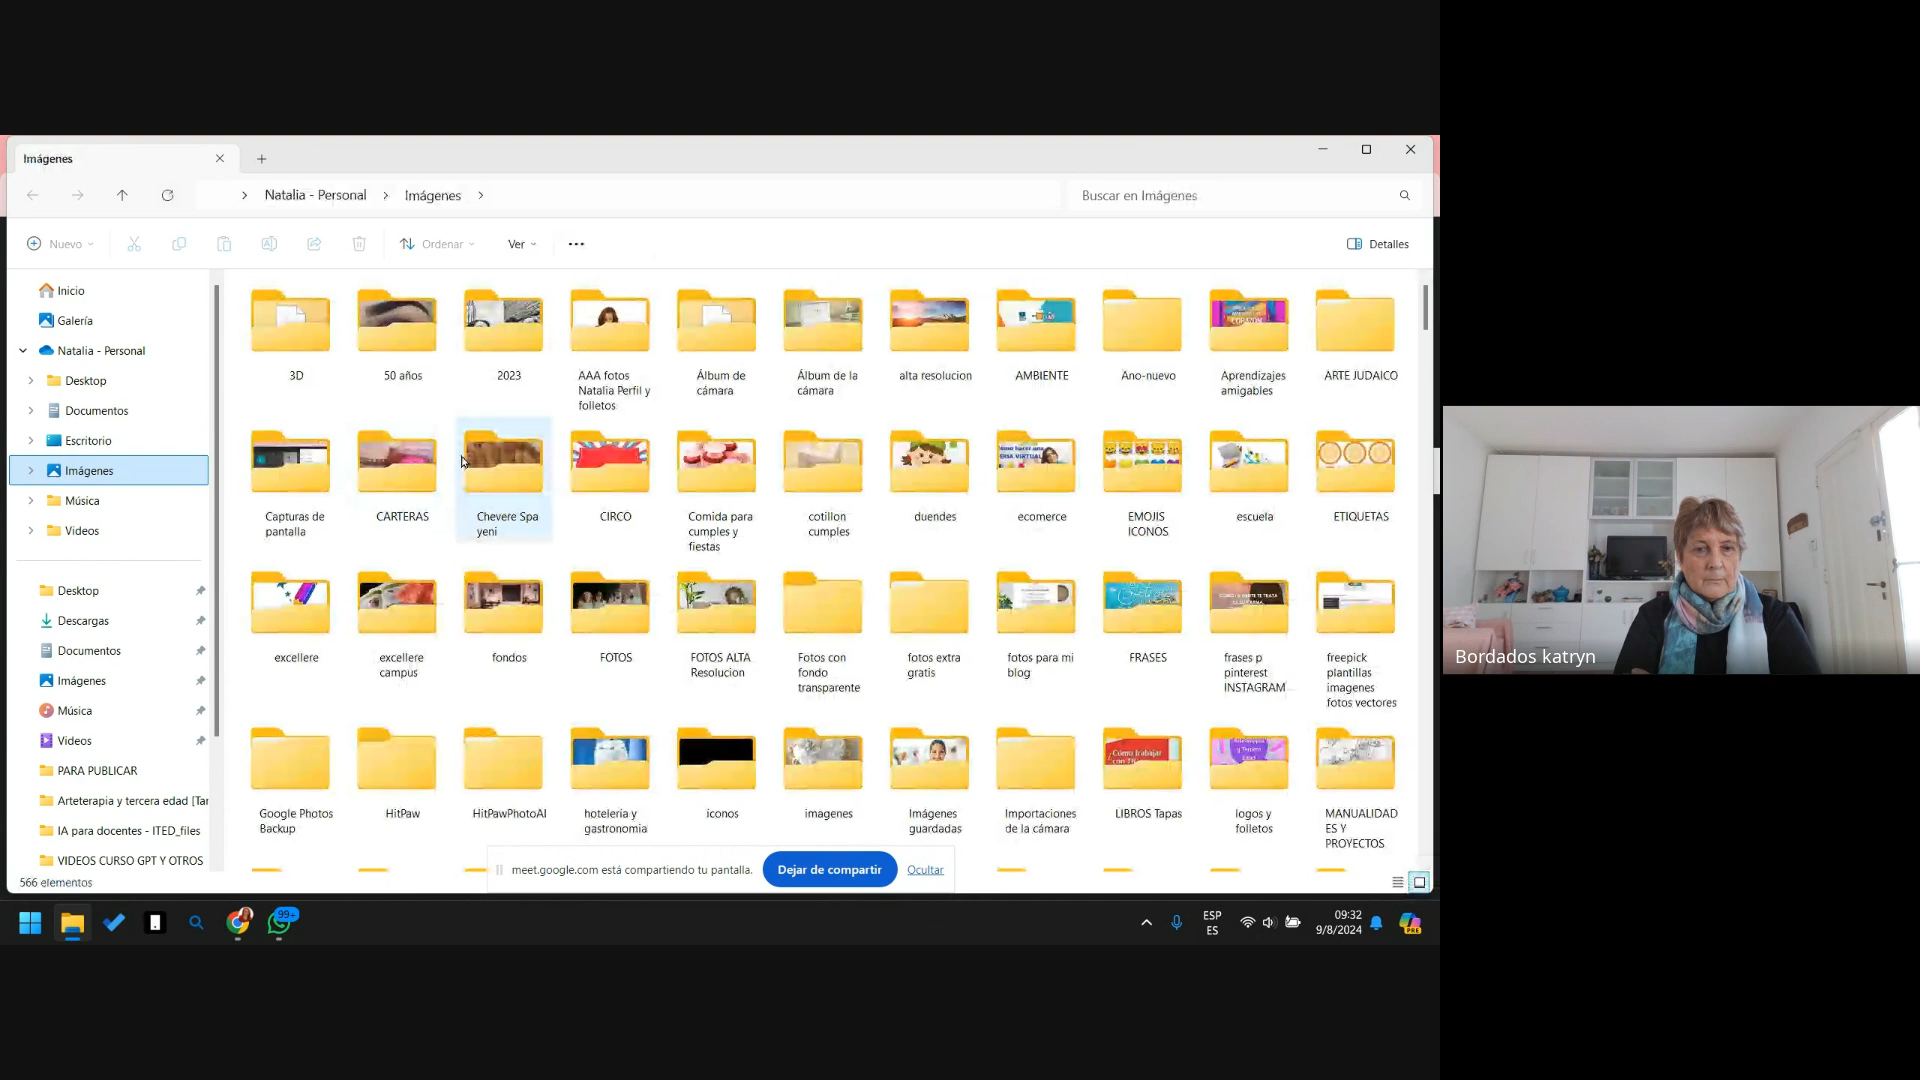 Imágenes
Natalia - Personal
Imágenes
Buscar en Imágenes
Nuevo
Ordenar
Ver
Detalles
Inicio
Galería
Natalia - Personal
Desktop
Documentos
Escritorio
Imágenes
Música
Videos
Desktop
Descargas
Documentos
Imágenes
Música
Videos
PARA PUBLICAR
Arteterapia y tercera edad [Tar
IA para docentes - ITED_files
VIDEOS CURSO GPT Y OTROS
566 elementos
3D
50 años
2023
AAA fotos
Natalia Perfil y
folletos
Álbum de
cámara
Álbum de la
cámara
alta resolucion
AMBIENTE
Ano-nuevo
Aprendizajes
amigables
ARTE JUDAICO
Capturas de
pantalla
CARTERAS
Chevere Spa
yeni
CIRCO
Comida para
cumples y
fiestas
cotillon
cumples
duendes
ecomerce
EMOJIS
ICONOS
escuela
ETIQUETAS
excellere
excellere
campus
fondos
FOTOS
FOTOS ALTA
Resolucion
Fotos con
fondo
transparente
fotos extra
gratis
fotos para mi
blog
FRASES
frases p
pinterest
INSTAGRAM
freepick
plantillas
imagenes
fotos vectores
Google Photos
Backup
HitPaw
HitPawPhotoAI
hoteleria y
gastronomia
iconos
imagenes
Imágenes
guardadas
Importaciones
de la cámara
LIBROS Tapas
logos y
folletos
MANUALIDAD
ES Y
PROYECTOS
meet.google.com está compartiendo tu pantalla.
Dejar de compartir
Ocultar
99+
ESP
ES
09:32
9/8/2024
PRE
Bordados katryn